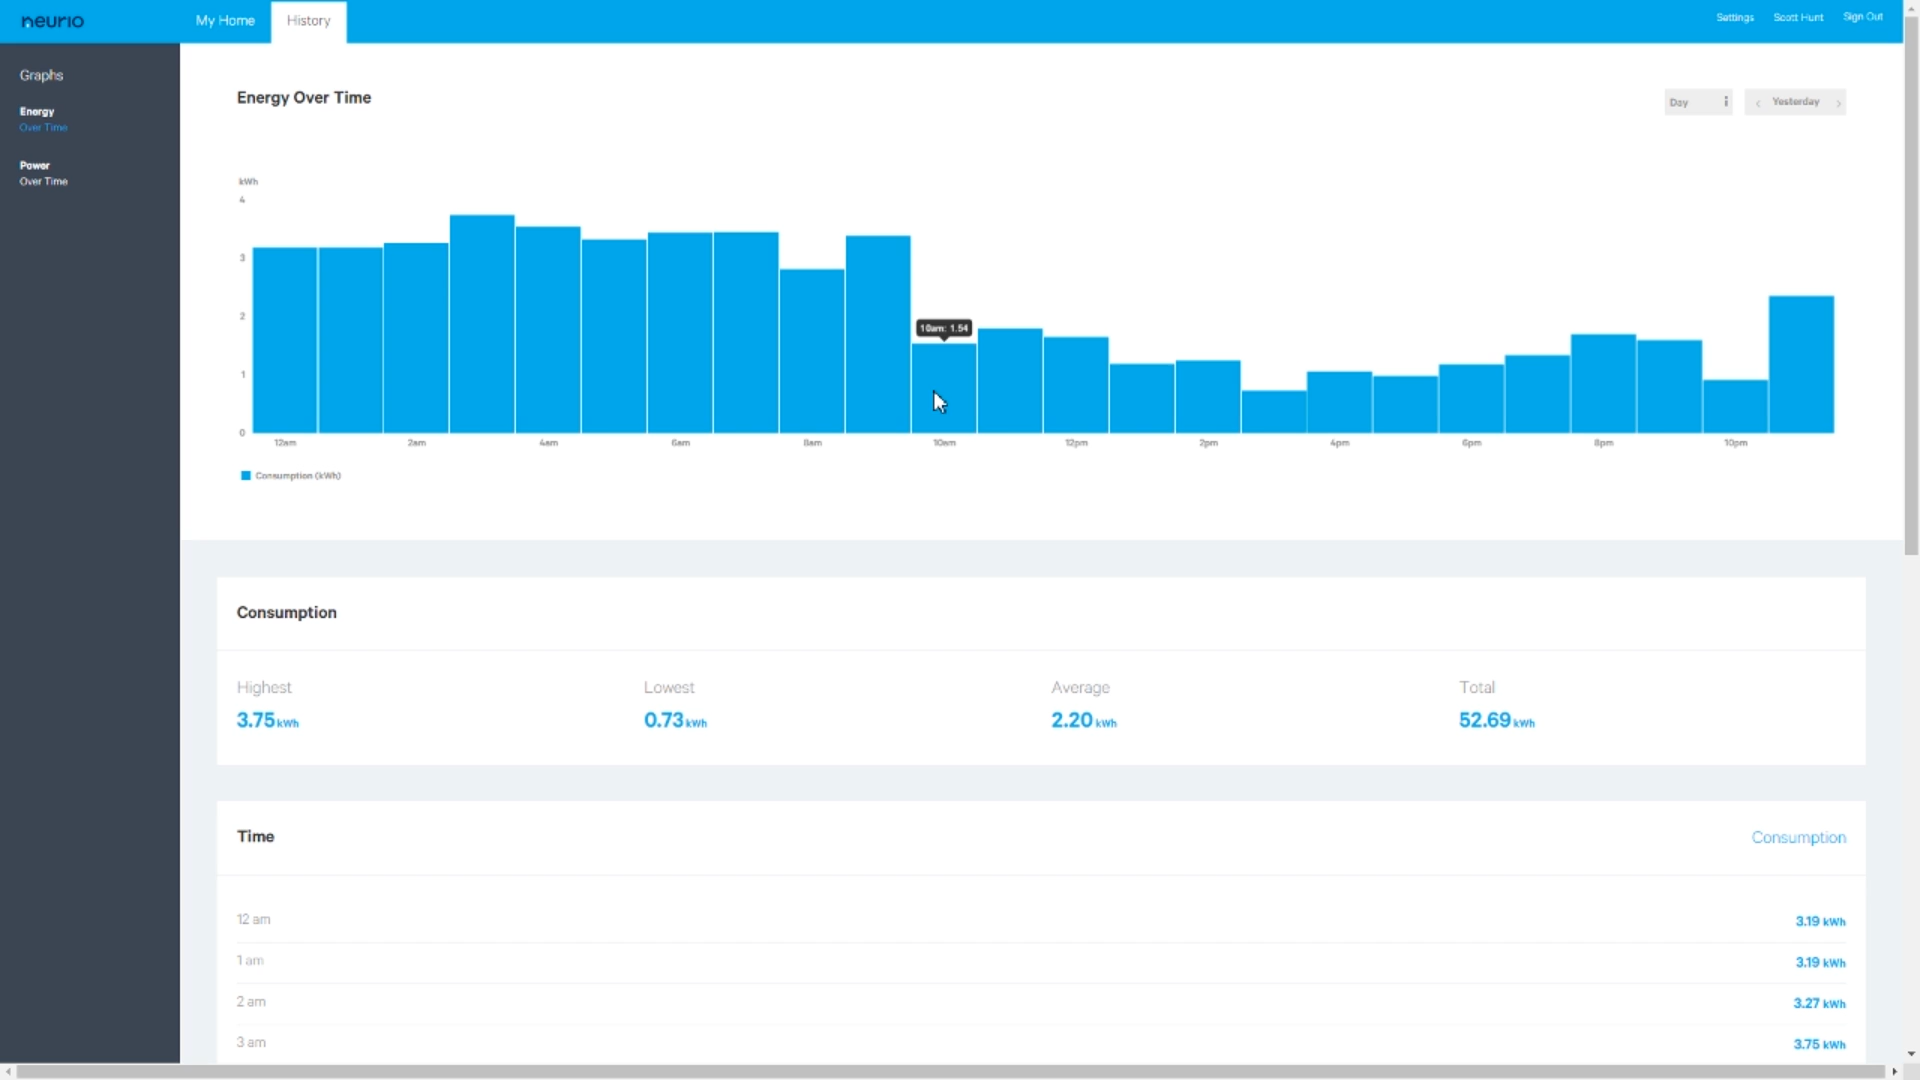 neurio
My Home
History
Settings
Scott Hunt
Sign Out
Graphs
Energy
Over Time
Power
Over Time
Energy Over Time
Day
Yesterday
kWh
4
3
2
1
0
10am: 1.54
12am 2am 4am 6am 8am 10am 12pm 2pm 4pm 6pm 8pm 10pm
Consumption (kWh)
Consumption
Highest Lowest Average Total
3.75 kWh 0.73 kWh 2.20 kWh 52.69 kWh
Time Consumption
12 am 3.19 kWh
1 am 3.19 kWh
2 am 3.27 kWh
3 am 3.75 kWh